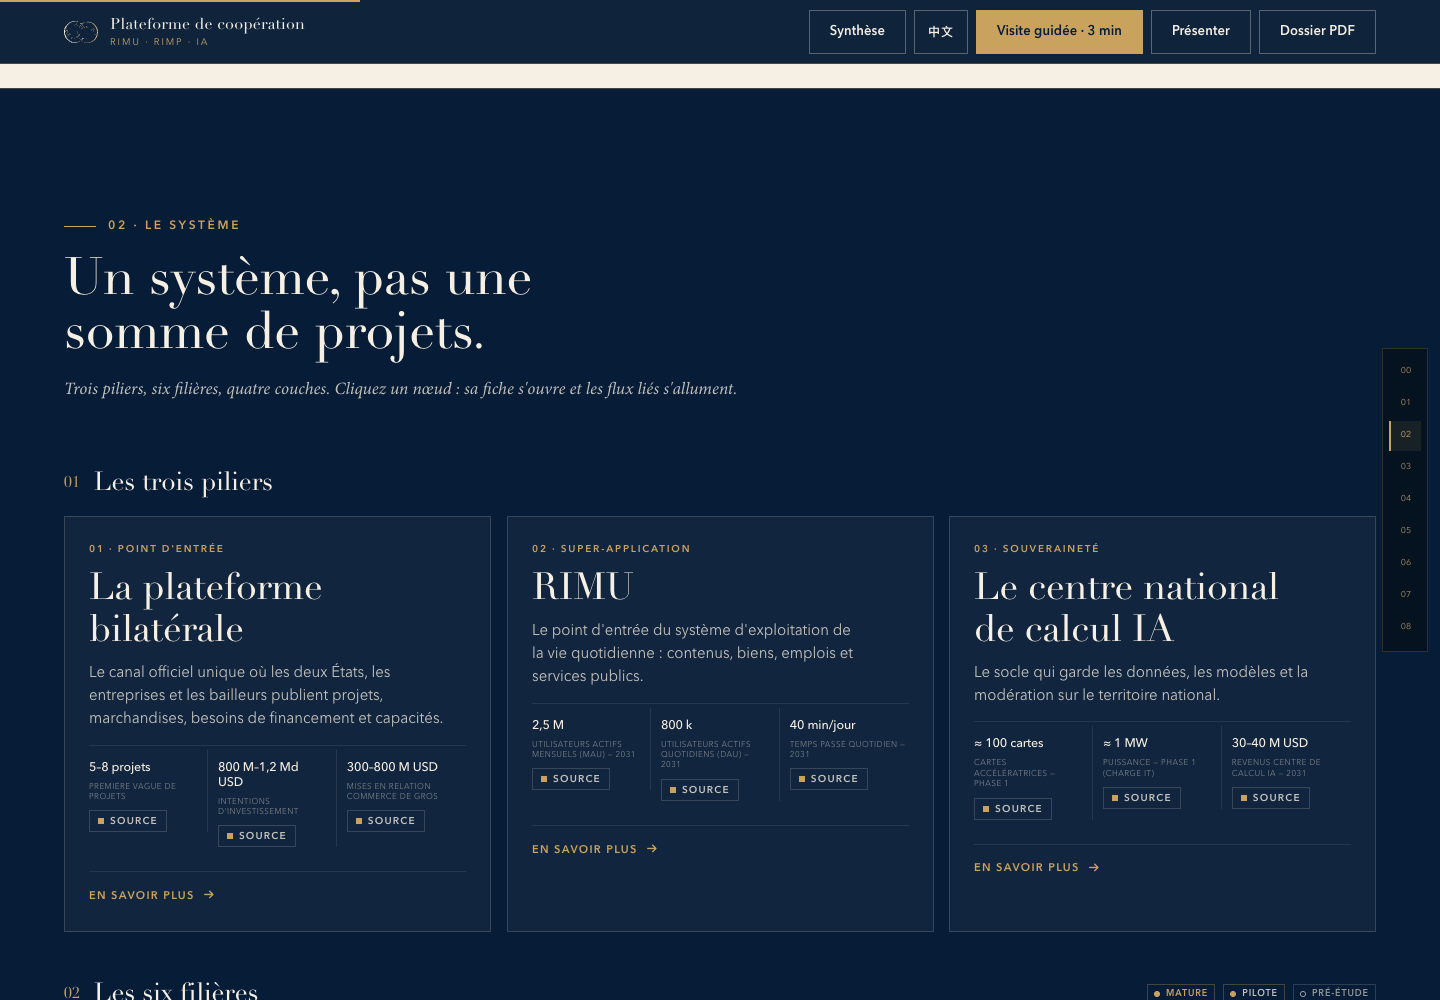 Plateforme de coopération
RIMU · RIMP · IA
Synthèse
中文
Visite guidée · 3 min
Présenter
Dossier PDF
02 · LE SYSTÈME
Un système, pas une
somme de projets.
Trois piliers, six filières, quatre couches. Cliquez un nœud : sa fiche s'ouvre et les flux liés s'allument.
00
01
02
03
04
05
06
07
08
01 Les trois piliers
01 · POINT D'ENTRÉE
La plateforme
bilatérale
Le canal officiel unique où les deux États, les
entreprises et les bailleurs publient projets,
marchandises, besoins de financement et capacités.
5–8 projets
PREMIÈRE VAGUE DE
PROJETS
SOURCE
800 M–1,2 Md
USD
INTENTIONS
D'INVESTISSEMENT
SOURCE
300–800 M USD
MISES EN RELATION
COMMERCE DE GROS
SOURCE
EN SAVOIR PLUS →
02 · SUPER-APPLICATION
RIMU
Le point d'entrée du système d'exploitation de
la vie quotidienne : contenus, biens, emplois et
services publics.
2,5 M
UTILISATEURS ACTIFS
MENSUELS (MAU) – 2031
SOURCE
800 k
UTILISATEURS ACTIFS
QUOTIDIENS (DAU) –
2031
SOURCE
40 min/jour
TEMPS PASSÉ QUOTIDIEN –
2031
SOURCE
EN SAVOIR PLUS →
03 · SOUVERAINETÉ
Le centre national
de calcul IA
Le socle qui garde les données, les modèles et la
modération sur le territoire national.
≈ 100 cartes
CARTES
ACCÉLÉRATRICES –
PHASE 1
SOURCE
≈ 1 MW
PUISSANCE – PHASE 1
(CHARGE IT)
SOURCE
30–40 M USD
REVENUS CENTRE DE
CALCUL IA – 2031
SOURCE
EN SAVOIR PLUS →
02 Les six filières
MATURE
PILOTE
PRÉ-ÉTUDE